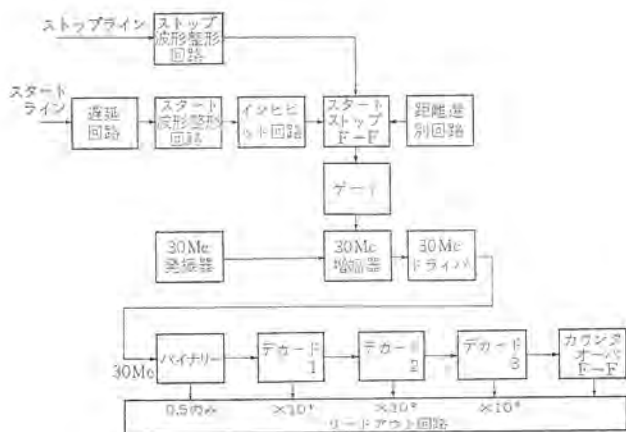 ストップライン
ストップ
波形整形
回路
スタート
ライン
遅延
回路
スタート
波形整形
回路
インヒビ
ット回路
スタート
ストップ
F-F
距離選
別回路
ゲート
30Mc
発振器
30Mc
増幅器
30Mc
ドライバ
30Mc
バイナリー
デカード
1
デカード
2
デカード
3
カウンタ
オーバ
F-F
0.5のみ
リードアウト回路